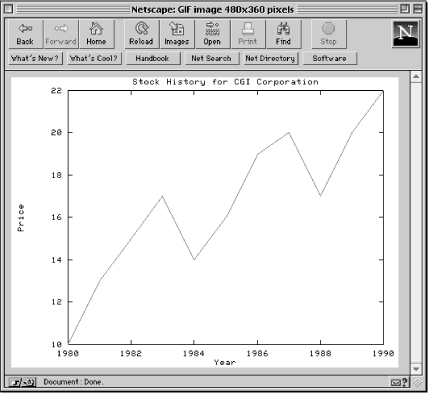 Netscape: GIF image 480x360 pixels
Back Forward Home Reload Images Open Print Find Stop N
What's New? What's Cool? Handbook Net Search Net Directory Software
Stock History for CGI Corporation
22
20
18
16
14
12
10
Price
1980 1982 1984 1986 1988 1990
Year
Document: Done. ?